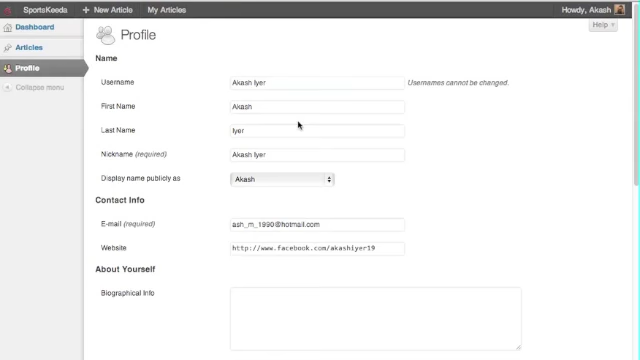 SportsKeeda + New Article My Articles Howdy, Akash
Help
Dashboard
Articles
Profile
Collapse menu
Profile
Name
Username Akash Iyer Usernames cannot be changed.
First Name Akash
Last Name Iyer
Nickname (required) Akash Iyer
Display name publicly as Akash
Contact Info
E-mail (required) ash_m_1990@hotmail.com
Website http://www.facebook.com/akashiyer19
About Yourself
Biographical Info